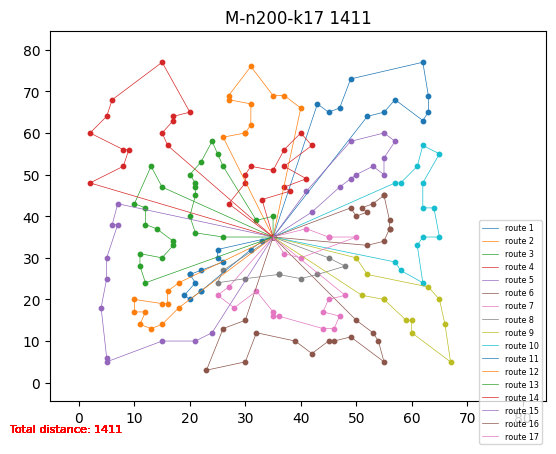 M-n200-k17 1411
80
70
60
50
40
30
20
10
0
0 10 20 30 40 50 60 70 80
route 1
route 2
route 3
route 4
route 5
route 6
route 7
route 8
route 9
route 10
route 11
route 12
route 13
route 14
route 15
route 16
route 17
Total distance: 1411